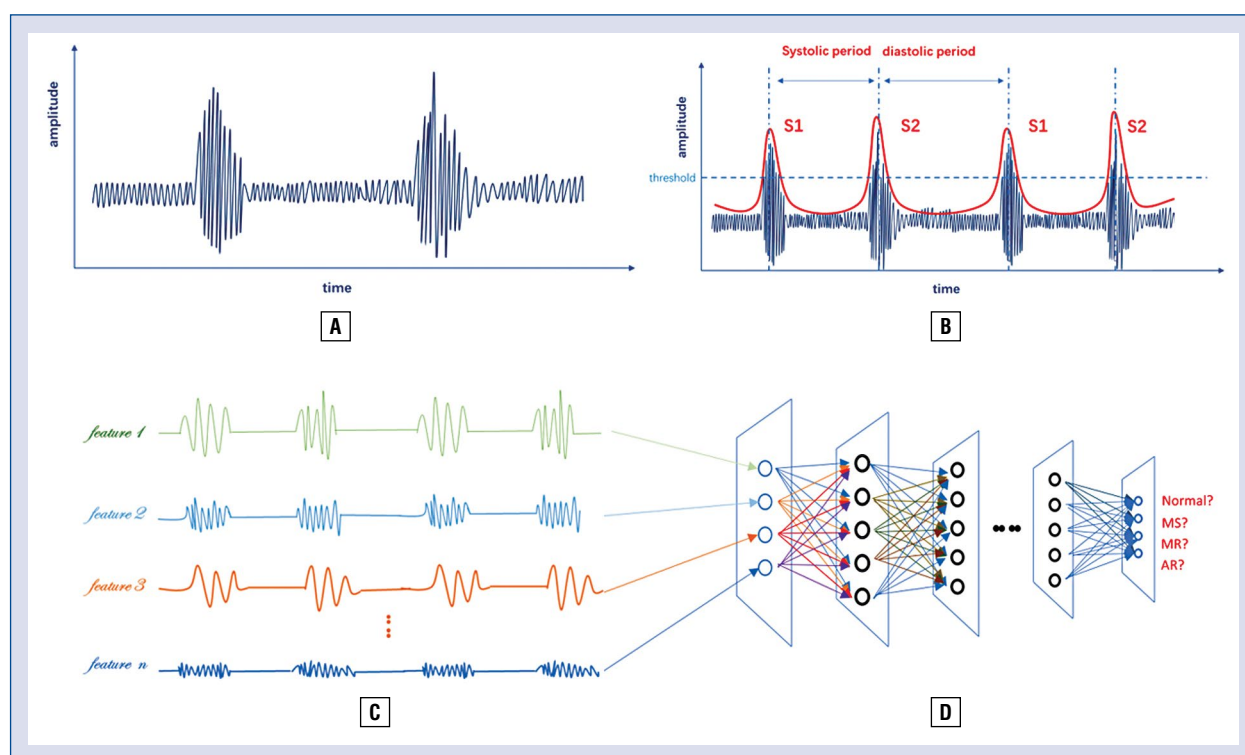 amplitude
time
A
Systolic period diastolic period
amplitude
S1
S2
S1
S2
threshold
time
B
feature 1
feature 2
feature 3
feature n
C
Normal?
MS?
MR?
AR?
D